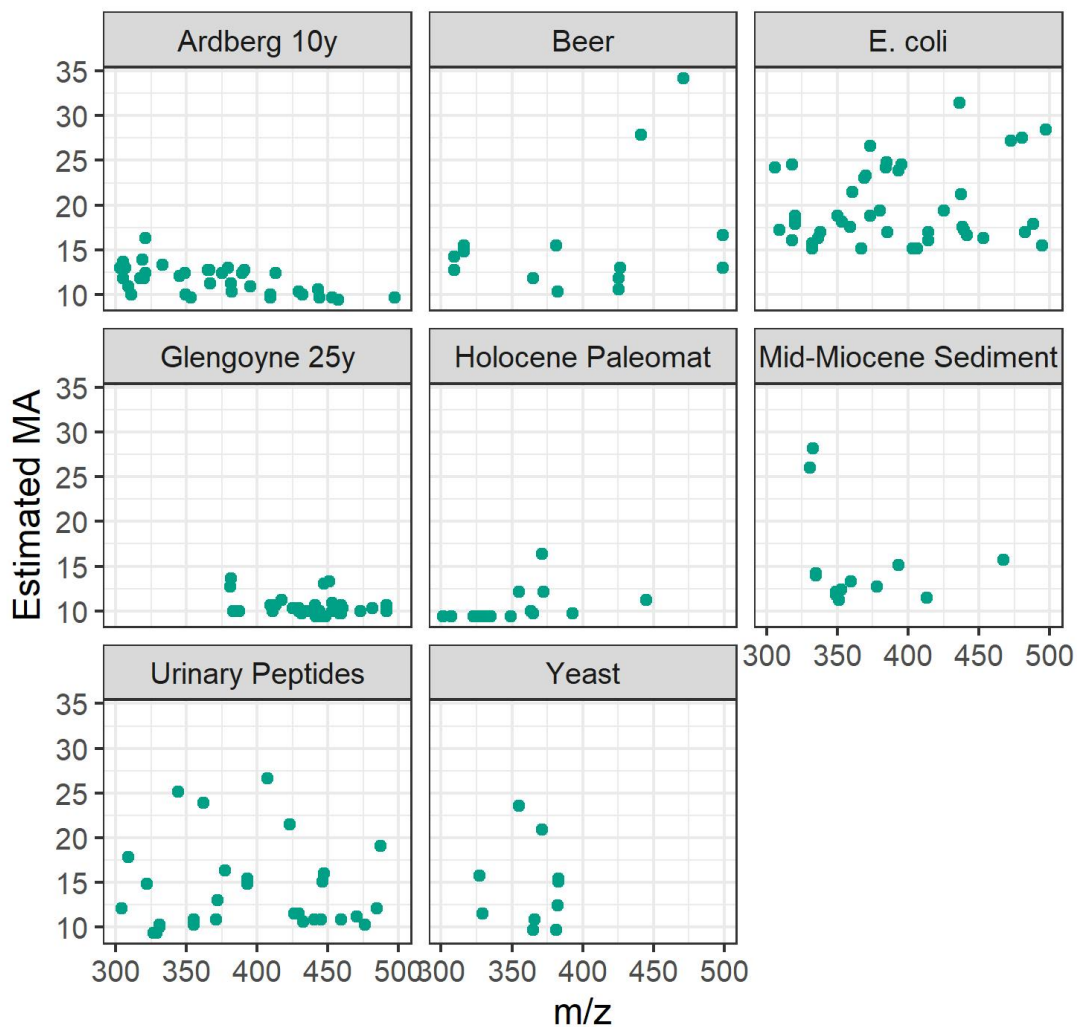 Ardberg 10y Beer E. coli
35
30
25
20
15
10
Glengoyne 25y Holocene Paleomat Mid-Miocene Sediment
35
30
25
20
15
10
300 350 400 450 500
Urinary Peptides Yeast
35
30
25
20
15
10
300 350 400 450 500 300 350 400 450 500
Estimated MA
m/z